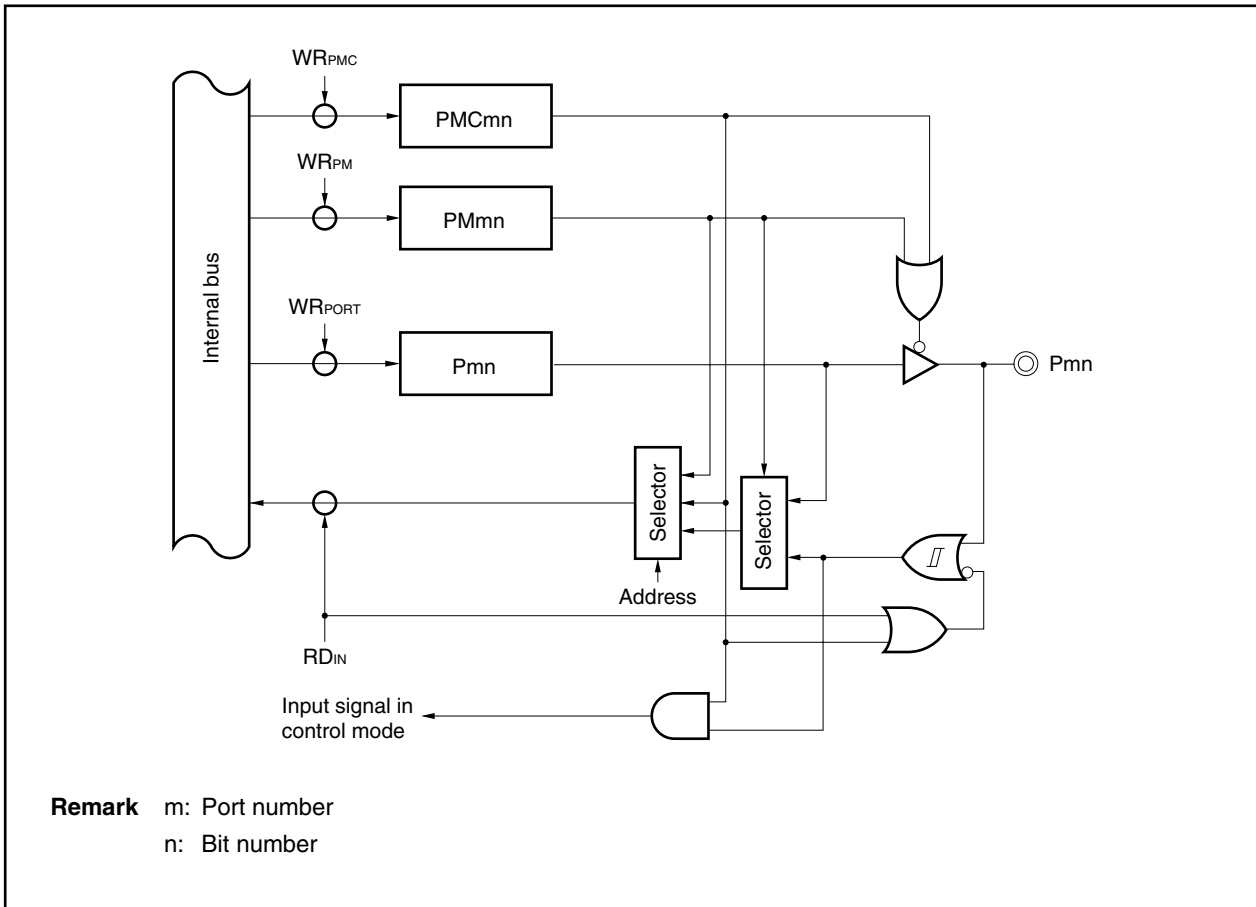 WRPMC
PMCmn
WRPM
PMmn
Internal bus
WRPORT
Pmn
Pmn
Selector
Selector
Address
RDIN
Input signal in
control mode
Remark m: Port number
n: Bit number